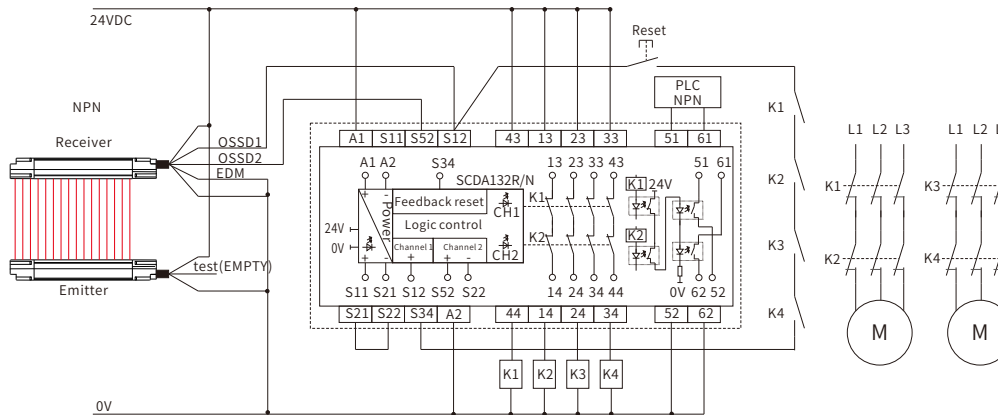 24VDC
Reset
NPN
PLC
NPN
Receiver
OSSD1
OSSD2
EDM
test(EMPTY)
Emitter
A1 S11 S52 S12
43 13 23 33
51 61
A1 A2
S34
SCDA132R/N
13 23 33 43
K1 24V
51 61
K1
Power
Feedback reset
CH1
Logic control
24V
0V
Channel 1 Channel 2
K2
CH2
K2
+ -
+ - + -
S11 S21 S12 S52 S22
14 24 34 44
0V 62 52
S21 S22 S34 A2
44 14 24 34
52 62
K1 K2 K3 K4
0V
K1
K2
K3
K4
L1 L2 L3
K1
K2
M
L1 L2
K3
K4
M